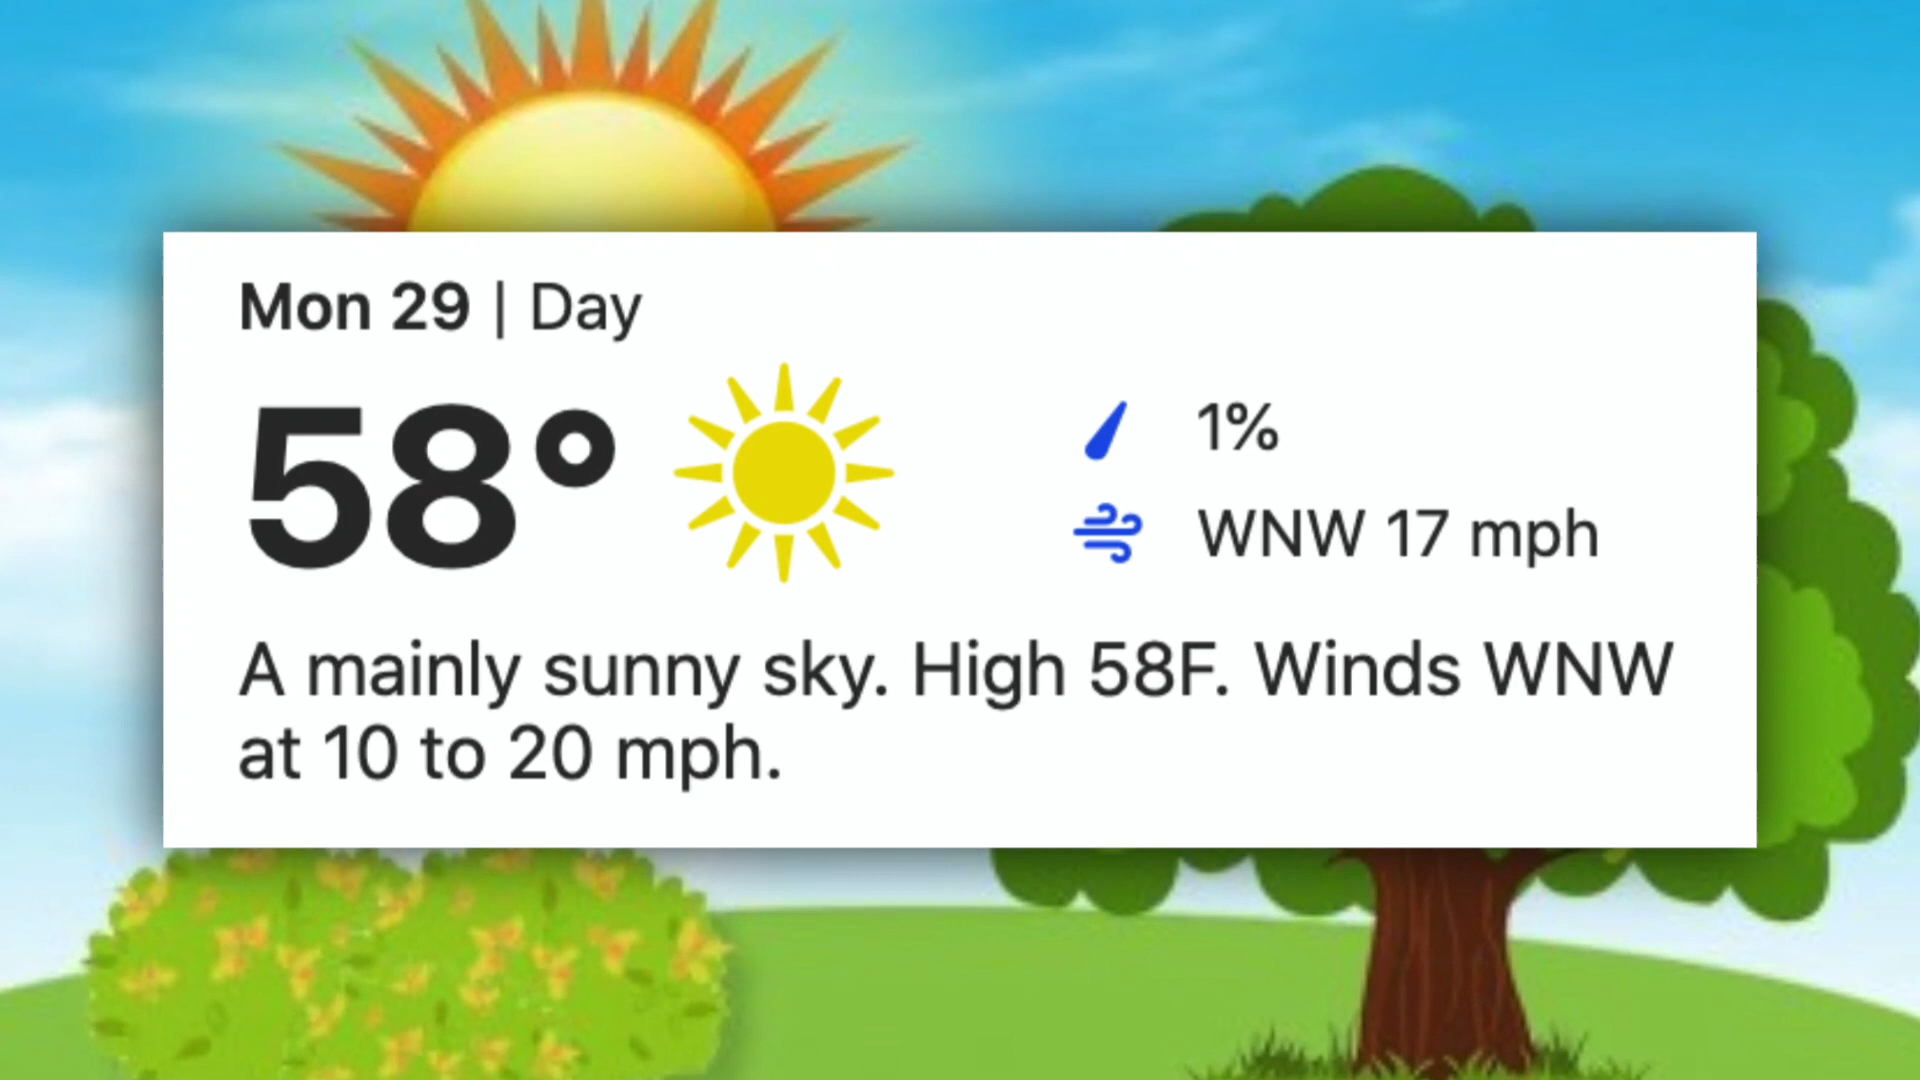 Mon 29 | Day
58°
1%
WNW 17 mph
A mainly sunny sky. High 58F. Winds WNW
at 10 to 20 mph.